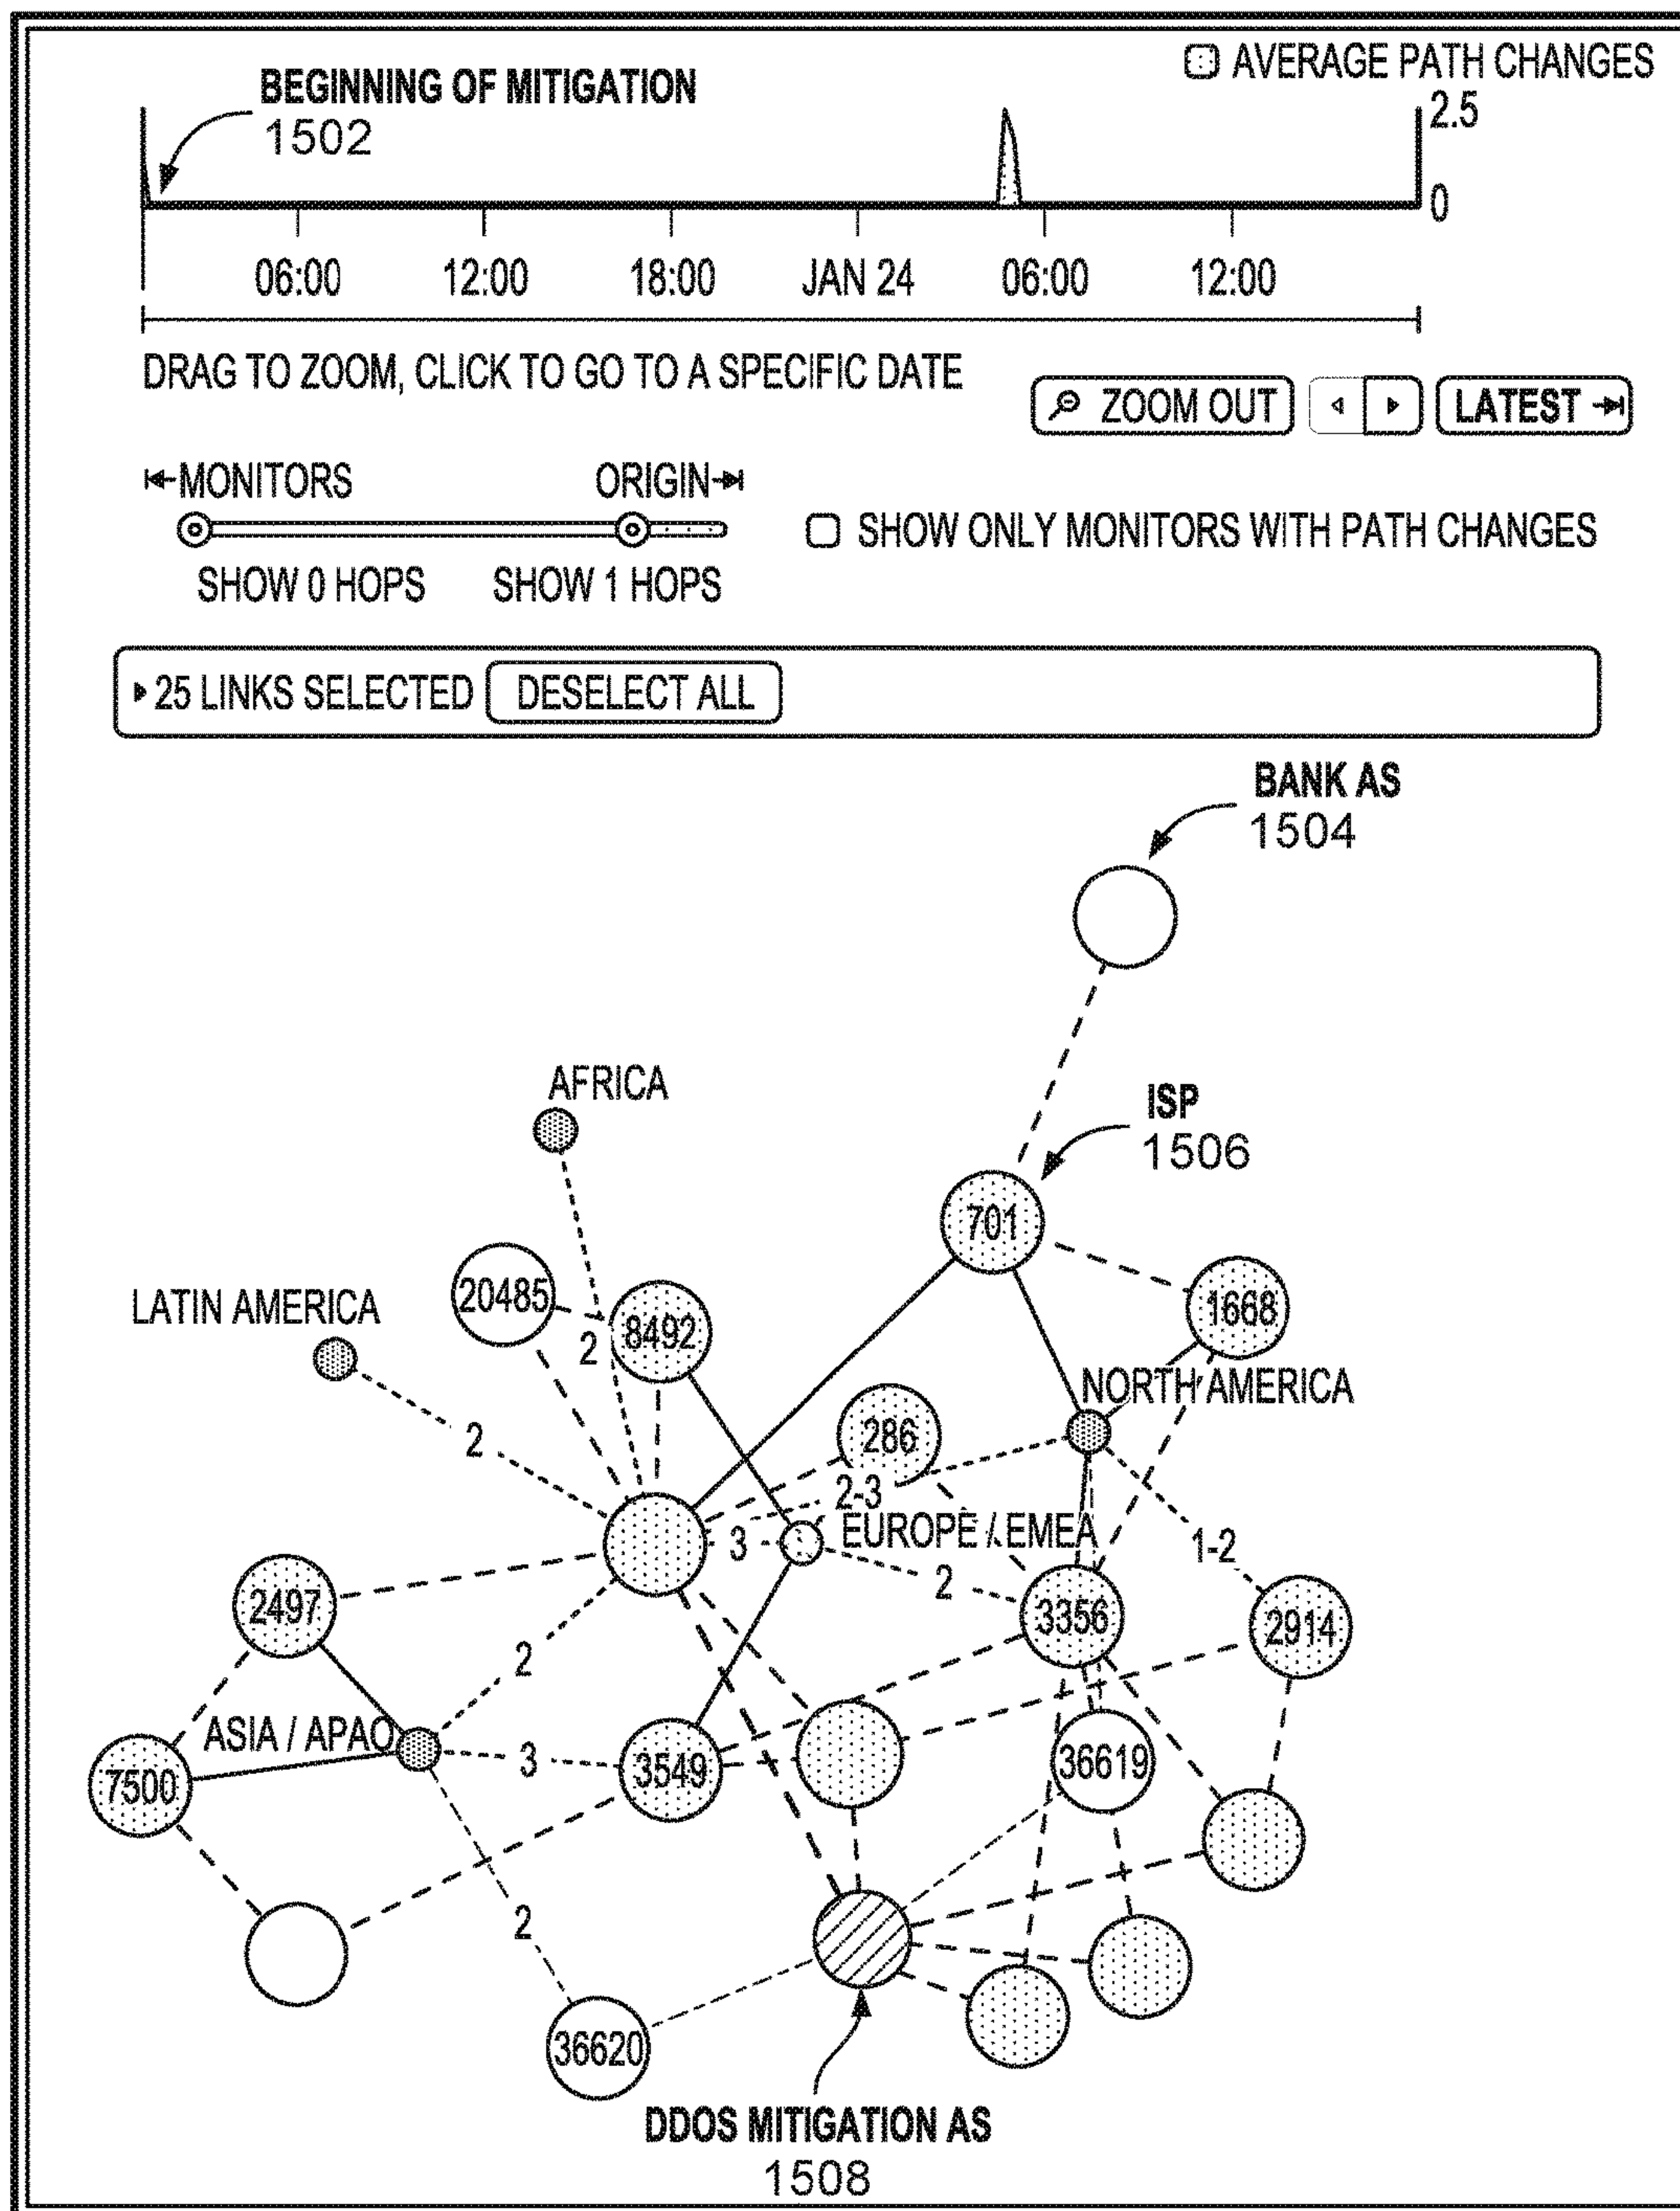 AVERAGE PATH CHANGES
BEGINNING OF MITIGATION
1502
2.5
0
06:00 12:00 18:00 JAN 24 06:00 12:00
DRAG TO ZOOM, CLICK TO GO TO A SPECIFIC DATE
ZOOM OUT LATEST
MONITORS ORIGIN
SHOW ONLY MONITORS WITH PATH CHANGES
SHOW 0 HOPS SHOW 1 HOPS
25 LINKS SELECTED DESELECT ALL
BANK AS
1504
AFRICA
ISP
1506
701
20485
LATIN AMERICA
1668
8492
2
NORTH AMERICA
286
2
2-3
EUROPE / EMEA
3
1-2
2
2497
3356
2914
2
ASIA / APAC
3
7500
3549
36619
2
36620
DDOS MITIGATION AS
1508